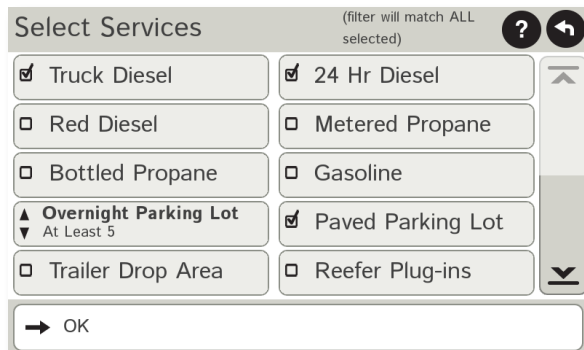 Select Services
(filter will match ALL
selected)
?
Truck Diesel
24 Hr Diesel
Red Diesel
Metered Propane
Bottled Propane
Gasoline
Overnight Parking Lot
At Least 5
Paved Parking Lot
Trailer Drop Area
Reefer Plug-ins
OK